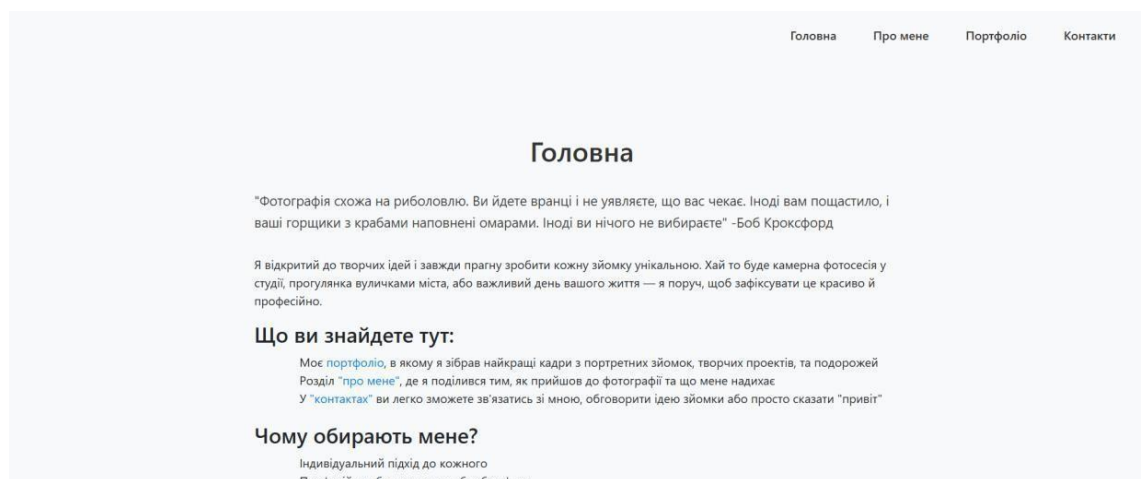 Головна Про мене Портфоліо Контакти
Головна
"Фотографія схожа на риболовлю. Ви йдете вранці і не уявляєте, що вас чекає. Іноді вам пощастило, і
ваші горщики з крабами наповнені омарами. Іноді ви нічого не вибираєте" -Боб Кроксфорд
Я відкритий до творчих ідей і завжди прагну зробити кожну зйомку унікальною. Хай то буде камерна фотосесія у
студії, прогулянка вуличками міста, або важливий день вашого життя — я поруч, щоб зафіксувати це красиво й
професійно.
Що ви знайдете тут:
Моє портфоліо, в якому я зібрав найкращі кадри з портретних зйомок, творчих проектів, та подорожей
Розділ "про мене", де я поділився тим, як прийшов до фотографії та що мене надихає
У "контактах" ви легко зможете зв'язатись зі мною, обговорити ідею зйомки або просто сказати "привіт"
Чому обирають мене?
Індивідуальний підхід до кожного